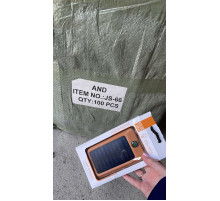 AND
ITEM NO.:JS-66
QTY:100 PCS